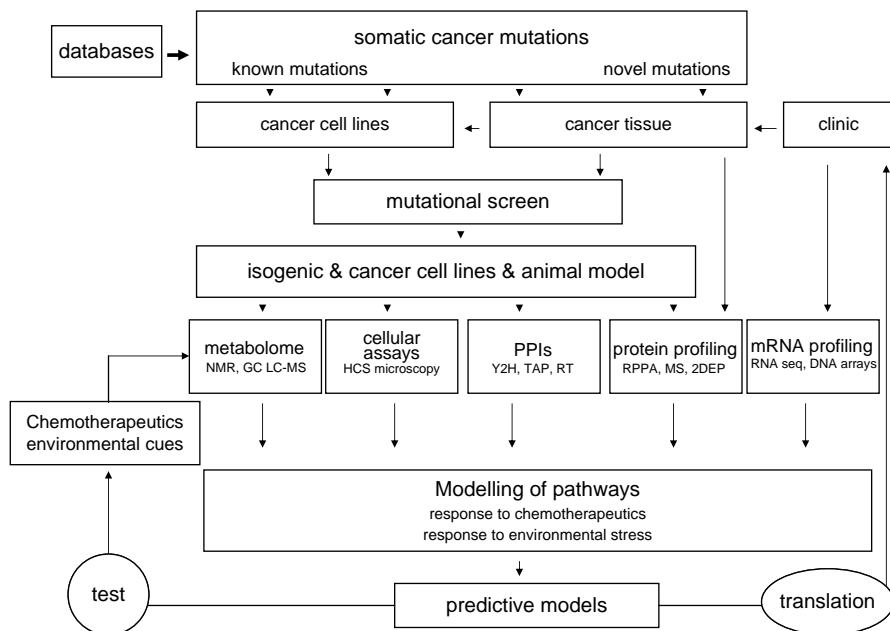 databases
somatic cancer mutations
known mutations
novel mutations
cancer cell lines
cancer tissue
clinic
mutational screen
isogenic & cancer cell lines & animal model
metabolome
NMR, GC LC-MS
cellular
assays
HCS microscopy
PPIs
Y2H, TAP, RT
protein profiling
RPPA, MS, 2DEP
mRNA profiling
RNA seq, DNA arrays
Chemotherapeutics
environmental cues
Modelling of pathways
response to chemotherapeutics
response to environmental stress
test
predictive models
translation